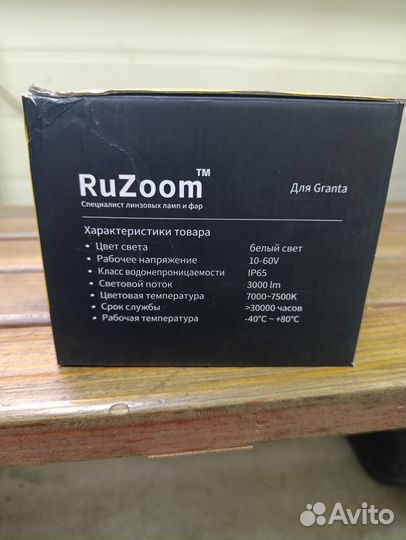 RuZoom™
Специалист линзовых ламп и фар
Для Granta
Характеристики товара
• Цвет света белый свет
• Рабочее напряжение 10-60V
• Класс водонепроницаемости IP65
• Световой поток 3000 lm
• Цветовая температура 7000~7500K
• Срок службы >30000 часов
• Рабочая температура -40°C ~ +80°C
Avito